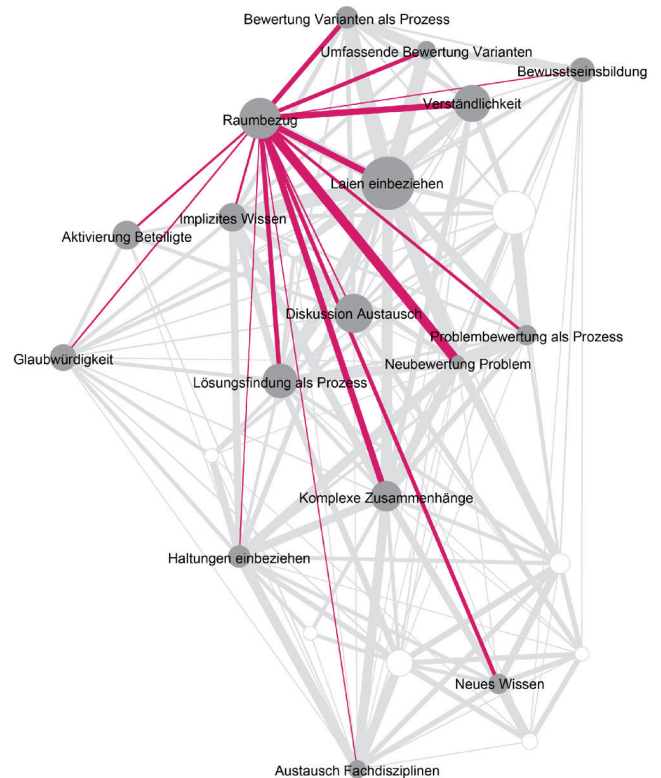 Bewertung Varianten als Prozess
Umfassende Bewertung Varianten
Bewusstseinsbildung
Verständlichkeit
Raumbezug
Laien einbeziehen
Implizites Wissen
Aktivierung Beteiligte
Diskussion Austausch
Problembewertung als Prozess
Glaubwürdigkeit
Neubewertung Problem
Lösungsfindung als Prozess
Komplexe Zusammenhänge
Haltungen einbeziehen
Neues Wissen
Austausch Fachdisziplinen